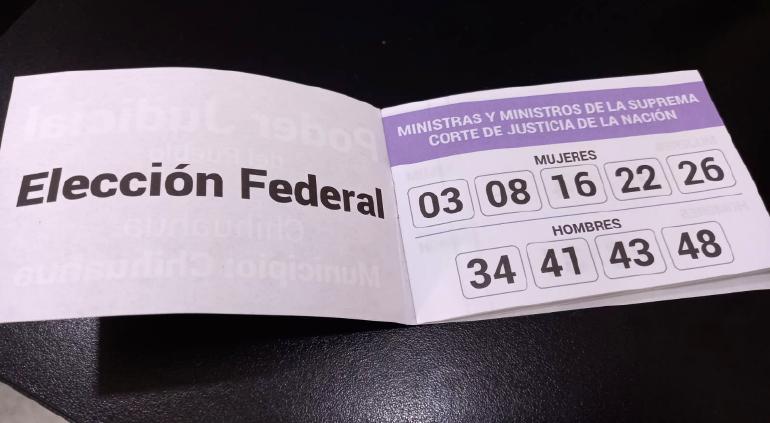 Elección Federal
MINISTRAS Y MINISTROS DE LA SUPREMA
CORTE DE JUSTICIA DE LA NACIÓN
MUJERES
03 08 16 22 26
HOMBRES
34 41 43 48